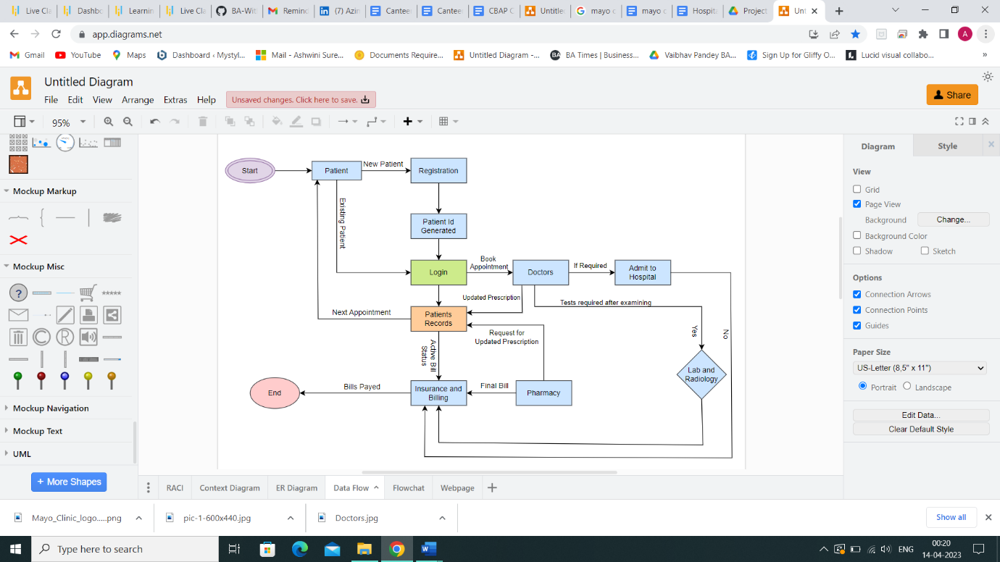 Live Cla
Dashbo
Learnin
Live Cla
BA-Wit
Remind
(7) Azin
Canteen
Canteen
CBAP C
Untitle
mayo c
mayo c
Hospita
Project
Unt
app.diagrams.net
A
Gmail
YouTube
Maps
Dashboard ‹ Mystyl...
Mail - Ashwini Sure...
Documents Require...
Untitled Diagram -...
BA Times | Business...
Vaibhav Pandey BA...
Sign Up for Gliffy O...
Lucid visual collabo...
»
Untitled Diagram
File Edit View Arrange Extras Help
Unsaved changes. Click here to save.
Share
95%
Mockup Markup
Mockup Misc
Mockup Navigation
Mockup Text
UML
+ More Shapes
Start
Patient
New Patient
Registration
Existing Patient
Patient Id
Generated
Login
Book
Appointment
Doctors
If Required
Admit to
Hospital
Updated Prescription
Tests required after examining
Next Appointment
Patients
Records
Request for
Updated Prescription
Yes
No
Active Bill
Status
Lab and
Radiology
End
Bills Payed
Insurance and
Billing
Final Bill
Pharmacy
Diagram
Style
View
Grid
Page View
Background
Change...
Background Color
Shadow
Sketch
Options
Connection Arrows
Connection Points
Guides
Paper Size
US-Letter (8,5" x 11")
Portrait
Landscape
Edit Data...
Clear Default Style
RACI
Context Diagram
ER Diagram
Data Flow
Flowchat
Webpage
Mayo_Clinic_logo.....png
pic-1-600x440.jpg
Doctors.jpg
Show all
Type here to search
ENG
00:20
14-04-2023